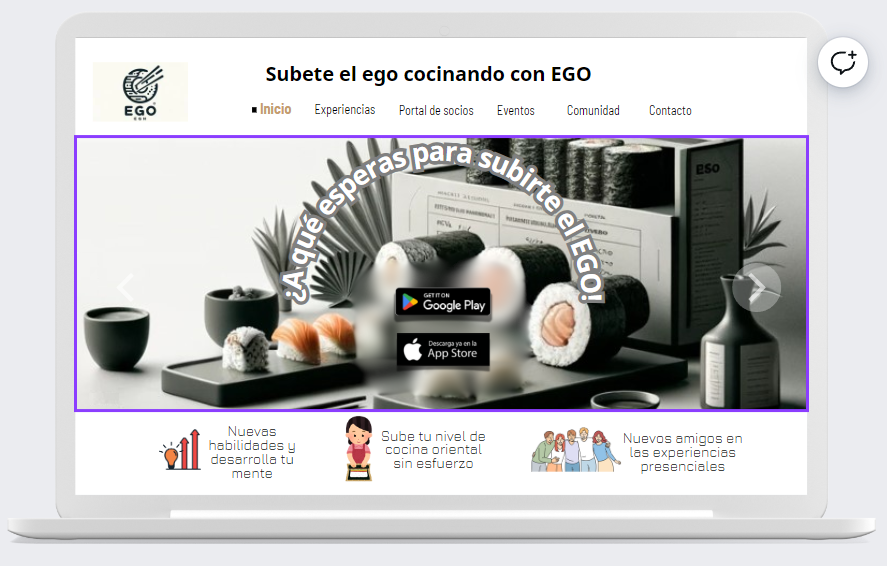 EGO
Subete el ego cocinando con EGO
Inicio
Experiencias
Portal de socios
Eventos
Comunidad
Contacto
¿A qué esperas para subirte el EGO!
GET IT ON
Google Play
Descarga ya en la
App Store
Nuevas
habilidades y
desarrolla tu
mente
Sube tu nivel de
cocina oriental
sin esfuerzo
Nuevos amigos en
las experiencias
presenciales